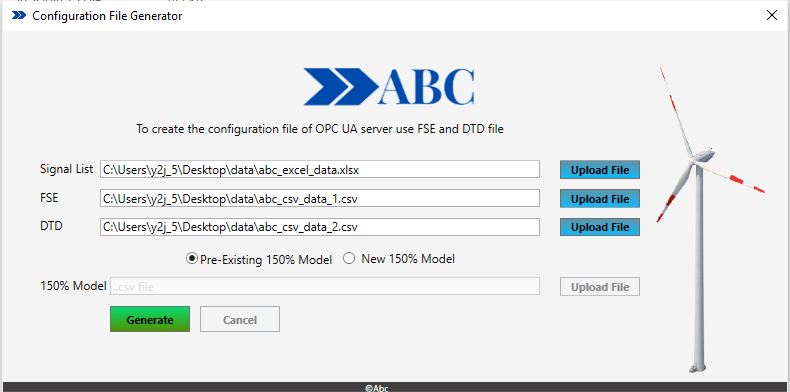 Configuration File Generator
ABC
To create the configuration file of OPC UA server use FSE and DTD file
Signal List C:\Users\y2j_5\Desktop\data\abc_excel_data.xlsx Upload File
FSE C:\Users\y2j_5\Desktop\data\abc_csv_data_1.csv Upload File
DTD C:\Users\y2j_5\Desktop\data\abc_csv_data_2.csv Upload File
Pre-Existing 150% Model New 150% Model
150% Model ..csv file Upload File
Generate Cancel
©Abc